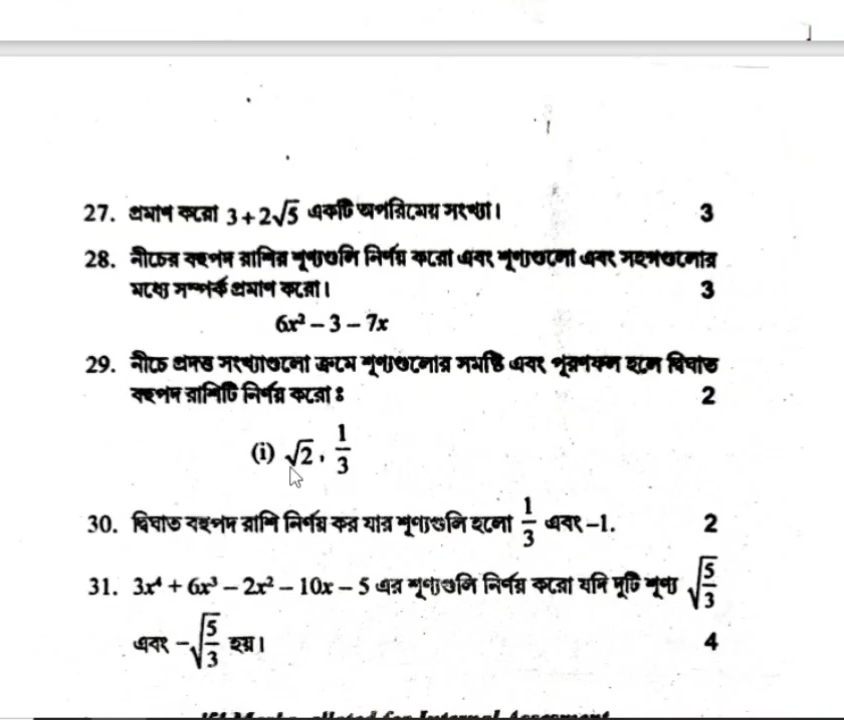 27. প্রমাণ করো 3+2√5 একটি অপরিমেয় সংখ্যা। 3
28. নীচের বহুপদ রাশির শূণ্যগুলি নির্ণয় করো এবং শূণ্যগুলো এবং সহগগুলোর
মধ্যে সম্পর্ক প্রমাণ করো। 3
6x² – 3 – 7x
29. নীচে প্রদত্ত সংখ্যাগুলো ক্রমে শূণ্যগুলোর সমষ্টি এবং পূরণফল হলে দ্বিঘাত
বহুপদ রাশিটি নির্ণয় করো ঃ 2
(i) √2, 1/3
30. দ্বিঘাত বহুপদ রাশি নির্ণয় কর যার শূণ্যগুলি হলো 1/3 এবং –1. 2
31. 3x⁴ + 6x³ – 2x² – 10x – 5 এর শূণ্যগুলি নির্ণয় করো যদি দুটি শূণ্য √5/3
এবং –√5/3 হয়। 4